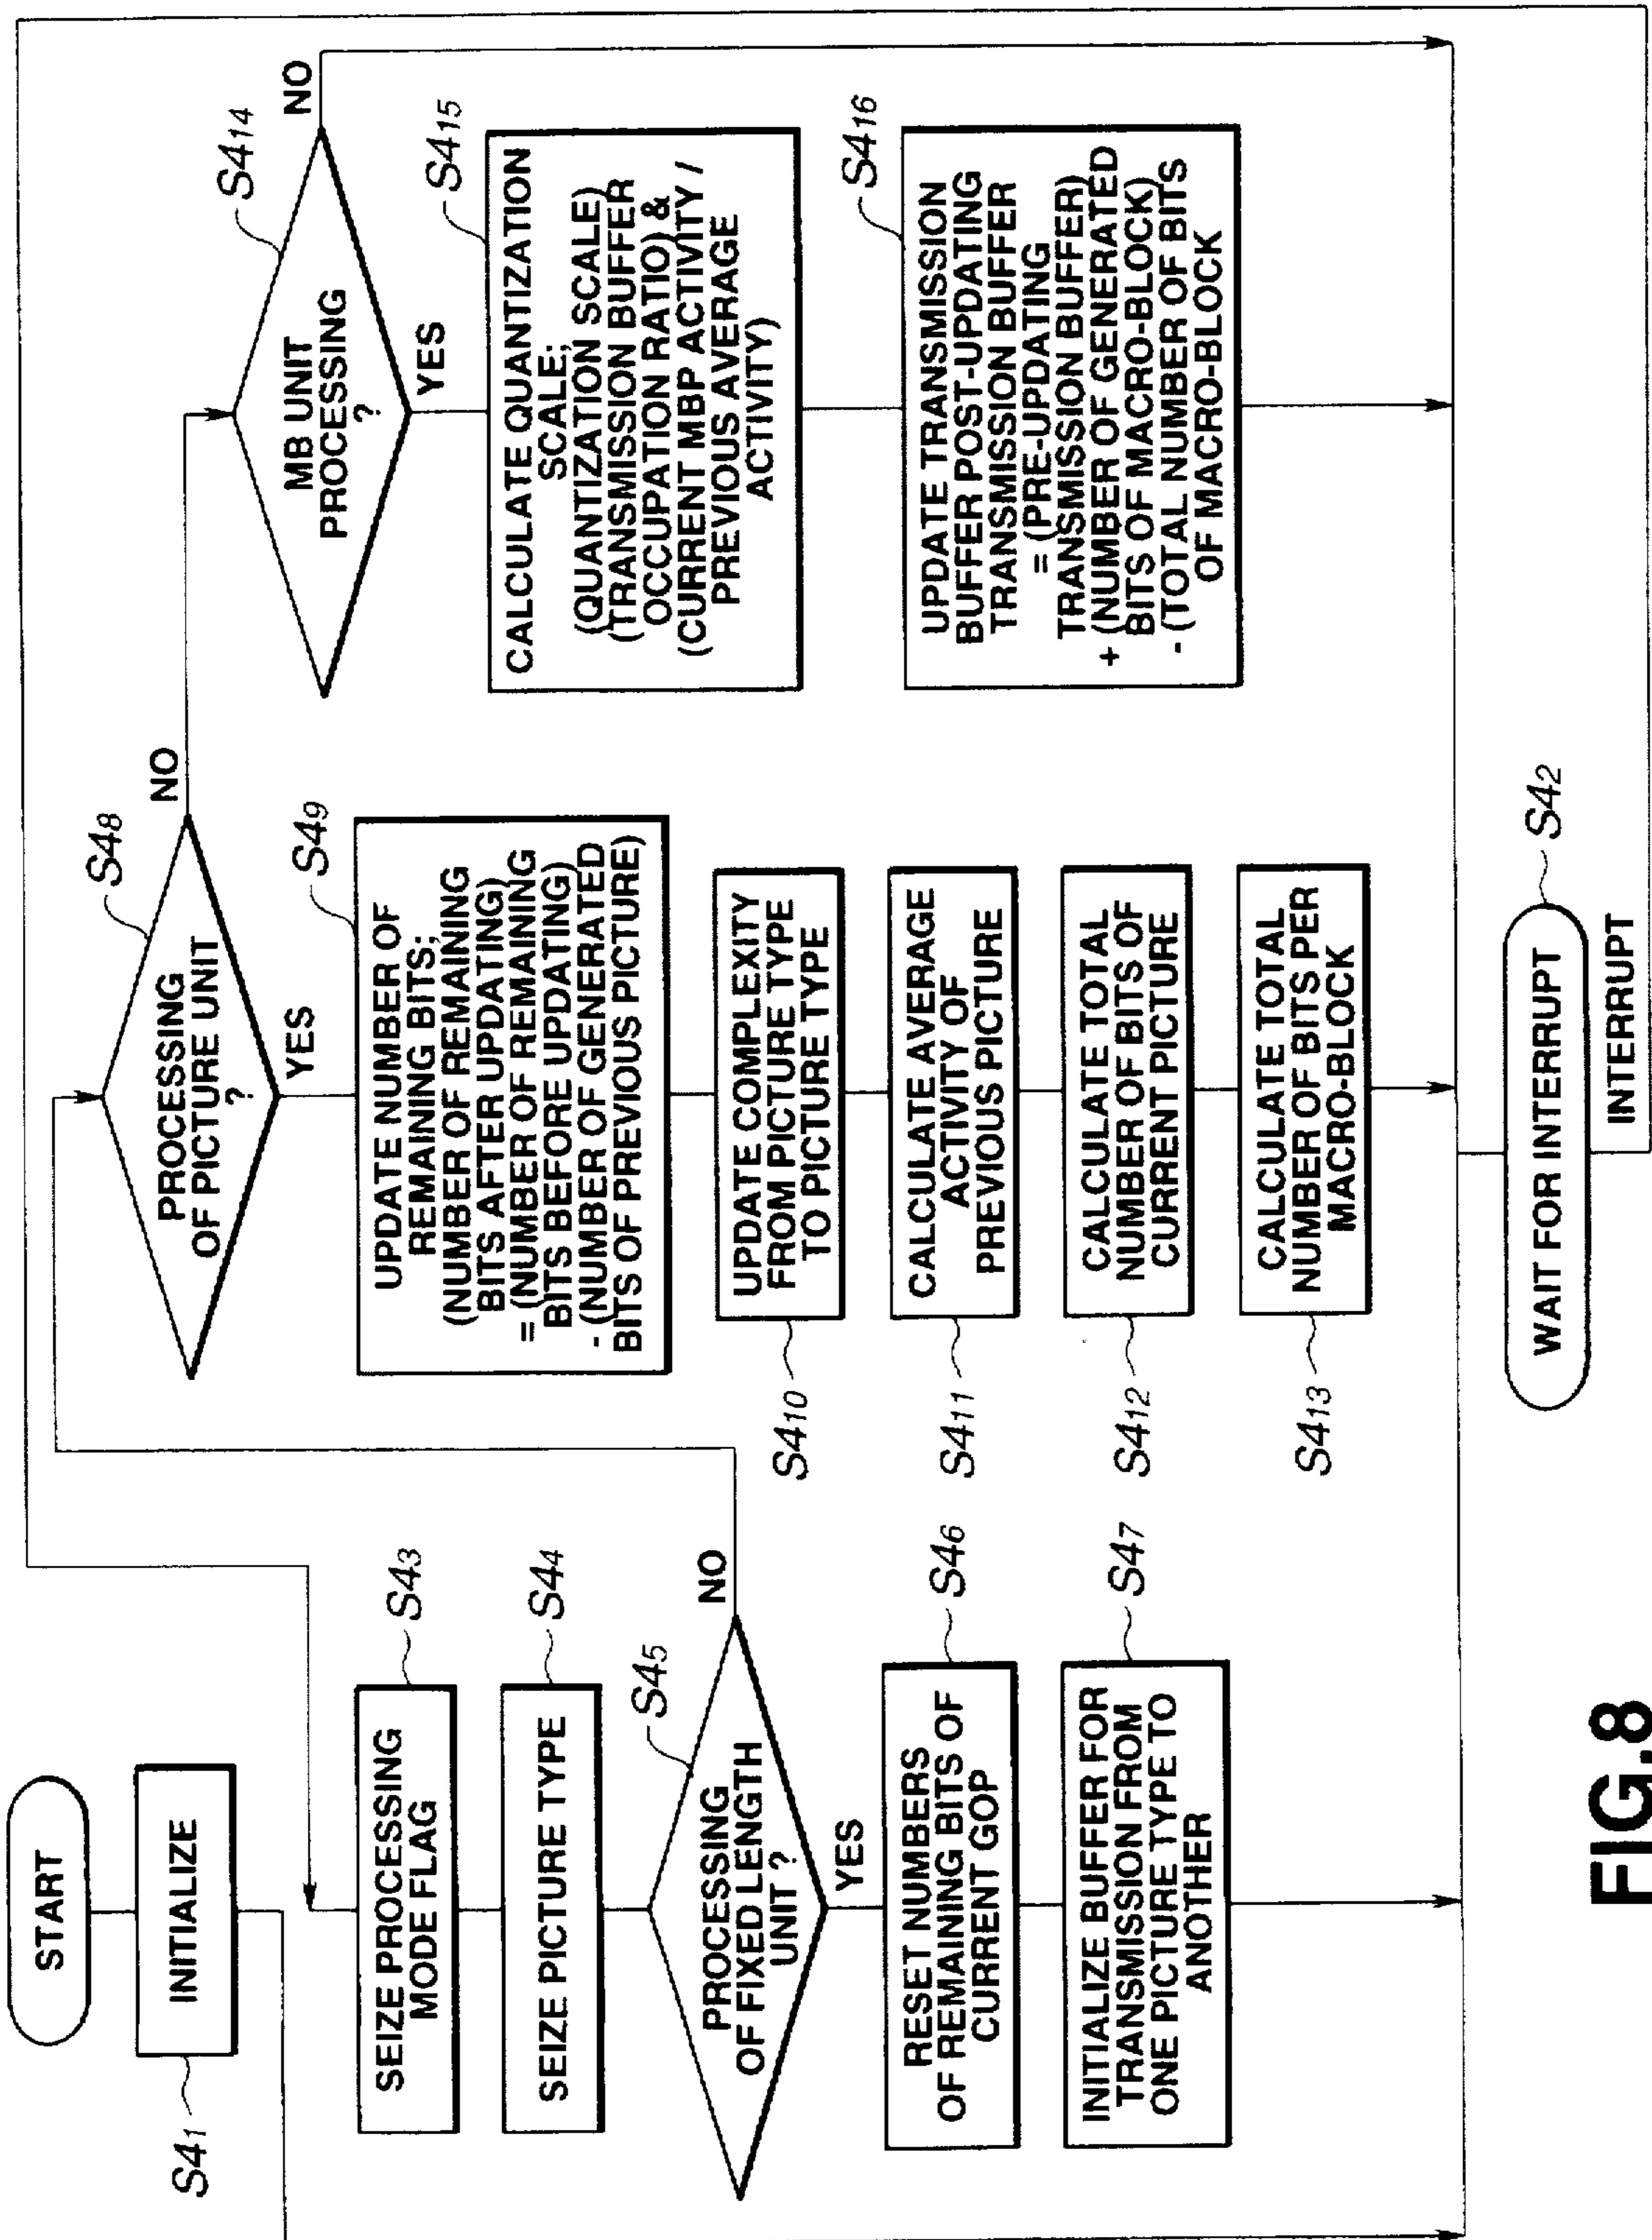 START
INITIALIZE
S41
SEIZE PROCESSING
MODE FLAG
S43
SEIZE PICTURE TYPE
S44
PROCESSING
OF FIXED LENGTH
UNIT ?
S45
NO
YES
RESET NUMBERS
OF REMAINING BITS OF
CURRENT GOP
S46
INITIALIZE BUFFER FOR
TRANSMISSION FROM
ONE PICTURE TYPE TO
ANOTHER
S47
PROCESSING
OF PICTURE UNIT
?
S48
NO
YES
UPDATE NUMBER OF
REMAINING BITS;
(NUMBER OF REMAINING
BITS AFTER UPDATING)
= (NUMBER OF REMAINING
BITS BEFORE UPDATING)
- (NUMBER OF GENERATED
BITS OF PREVIOUS PICTURE)
S49
UPDATE COMPLEXITY
FROM PICTURE TYPE
TO PICTURE TYPE
S410
CALCULATE AVERAGE
ACTIVITY OF
PREVIOUS PICTURE
S411
CALCULATE TOTAL
NUMBER OF BITS OF
CURRENT PICTURE
S412
CALCULATE TOTAL
NUMBER OF BITS PER
MACRO-BLOCK
S413
MB UNIT
PROCESSING
?
S414
NO
YES
CALCULATE QUANTIZATION
SCALE;
(QUANTIZATION SCALE)
(TRANSMISSION BUFFER
OCCUPATION RATIO) &
(CURRENT MBP ACTIVITY /
PREVIOUS AVERAGE
ACTIVITY)
S415
UPDATE TRANSMISSION
BUFFER POST-UPDATING
TRANSMISSION BUFFER
= (PRE-UPDATING
TRANSMISSION BUFFER)
+ (NUMBER OF GENERATED
BITS OF MACRO-BLOCK)
- (TOTAL NUMBER OF BITS
OF MACRO-BLOCK
S416
WAIT FOR INTERRUPT
S42
INTERRUPT
FIG.8